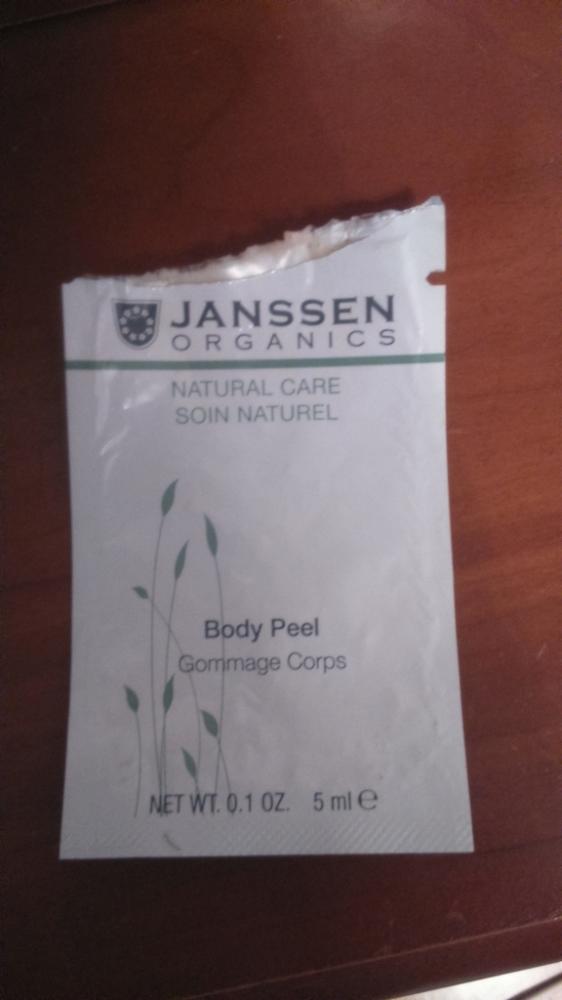 JANSSEN
ORGANICS
NATURAL CARE
SOIN NATUREL
Body Peel
Gommage Corps
NET WT. 0.1 OZ. 5 ml ℮